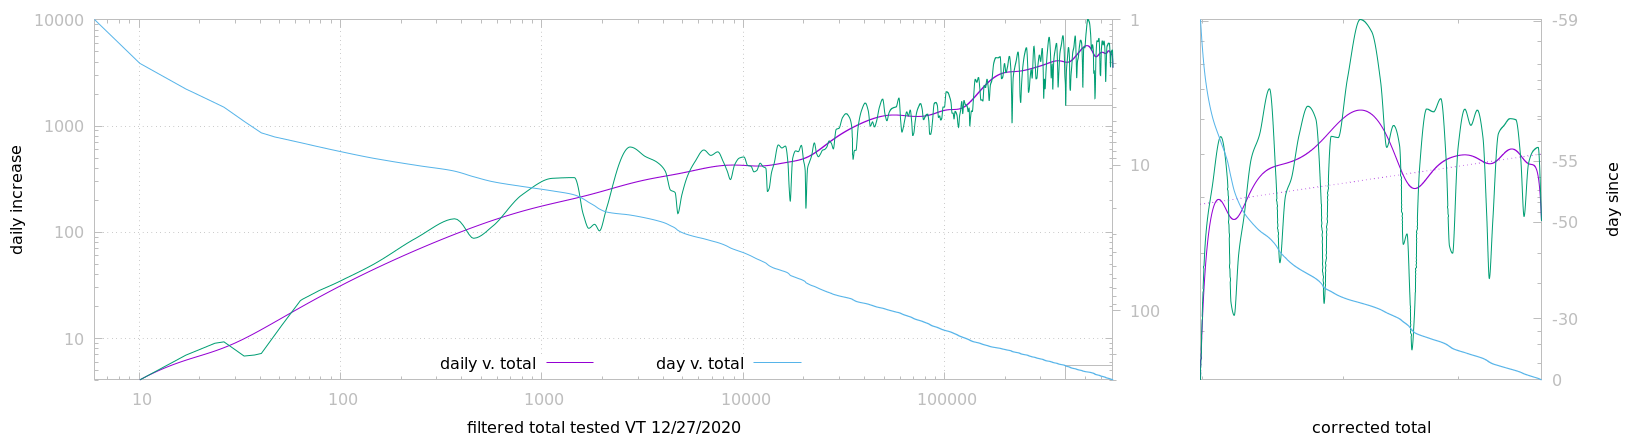 10000
1000
100
10
daily increase
10
100
1000
10000
100000
1
10
100
daily v. total
day v. total
filtered total tested VT 12/27/2020
-59
-55
-50
-30
0
day since
corrected total